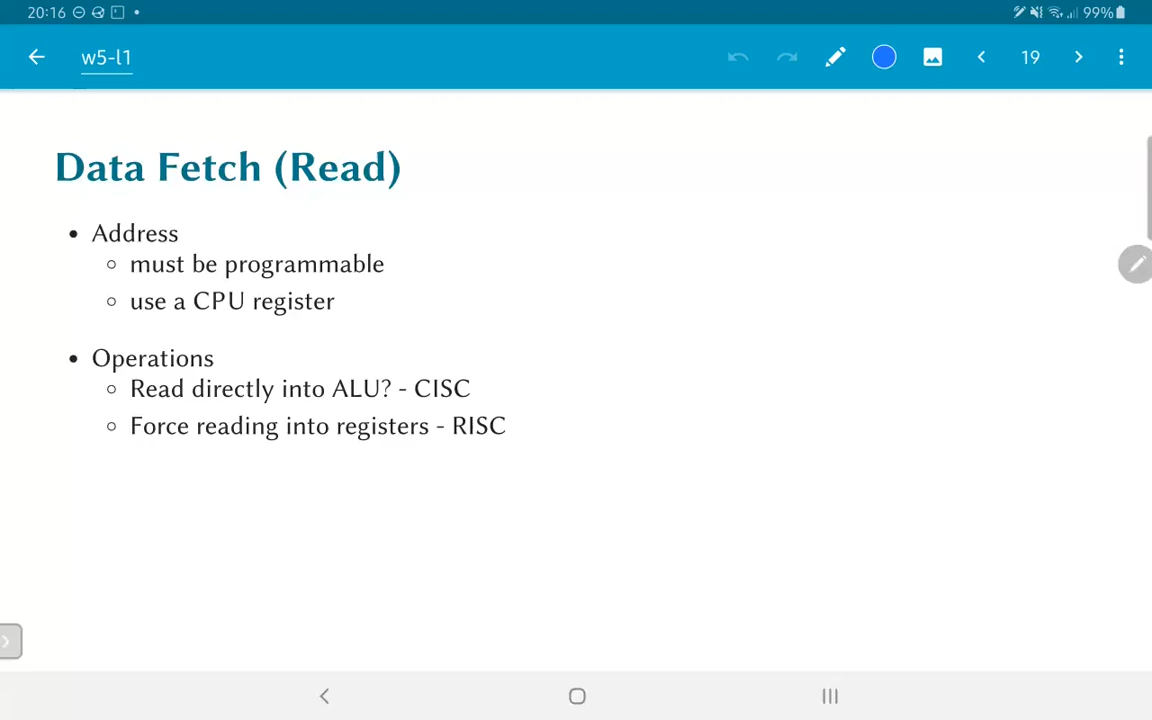 20:16
99%
w5-l1
19
Data Fetch (Read)
• Address
◦ must be programmable
◦ use a CPU register
• Operations
◦ Read directly into ALU? - CISC
◦ Force reading into registers - RISC